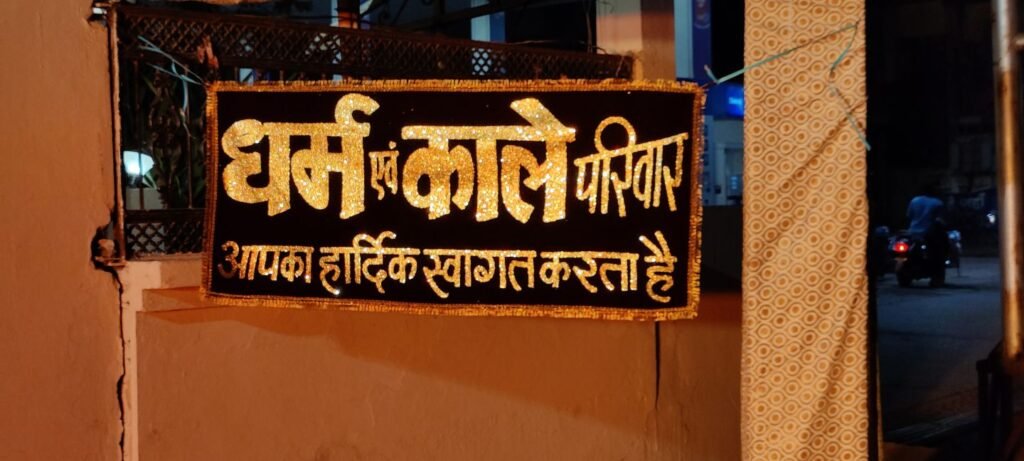 धर्म एवं काले परिवार
आपका हार्दिक स्वागत करता है